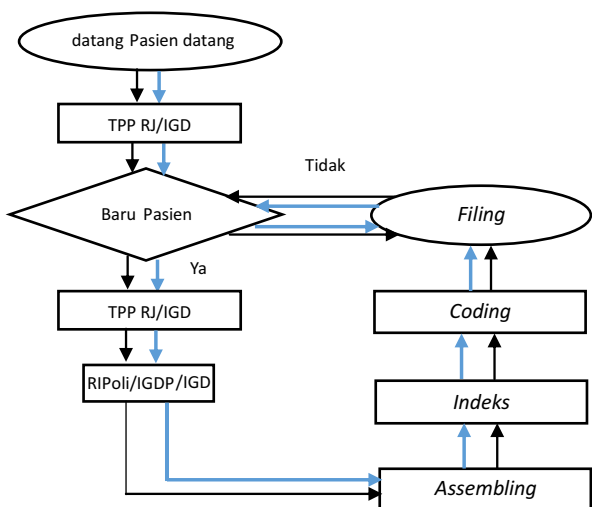 datang Pasien datang
TPP RJ/IGD
Tidak
Baru Pasien
Filing
Ya
Coding
TPP RJ/IGD
RIPoli/IGDP/IGD
Indeks
Assembling